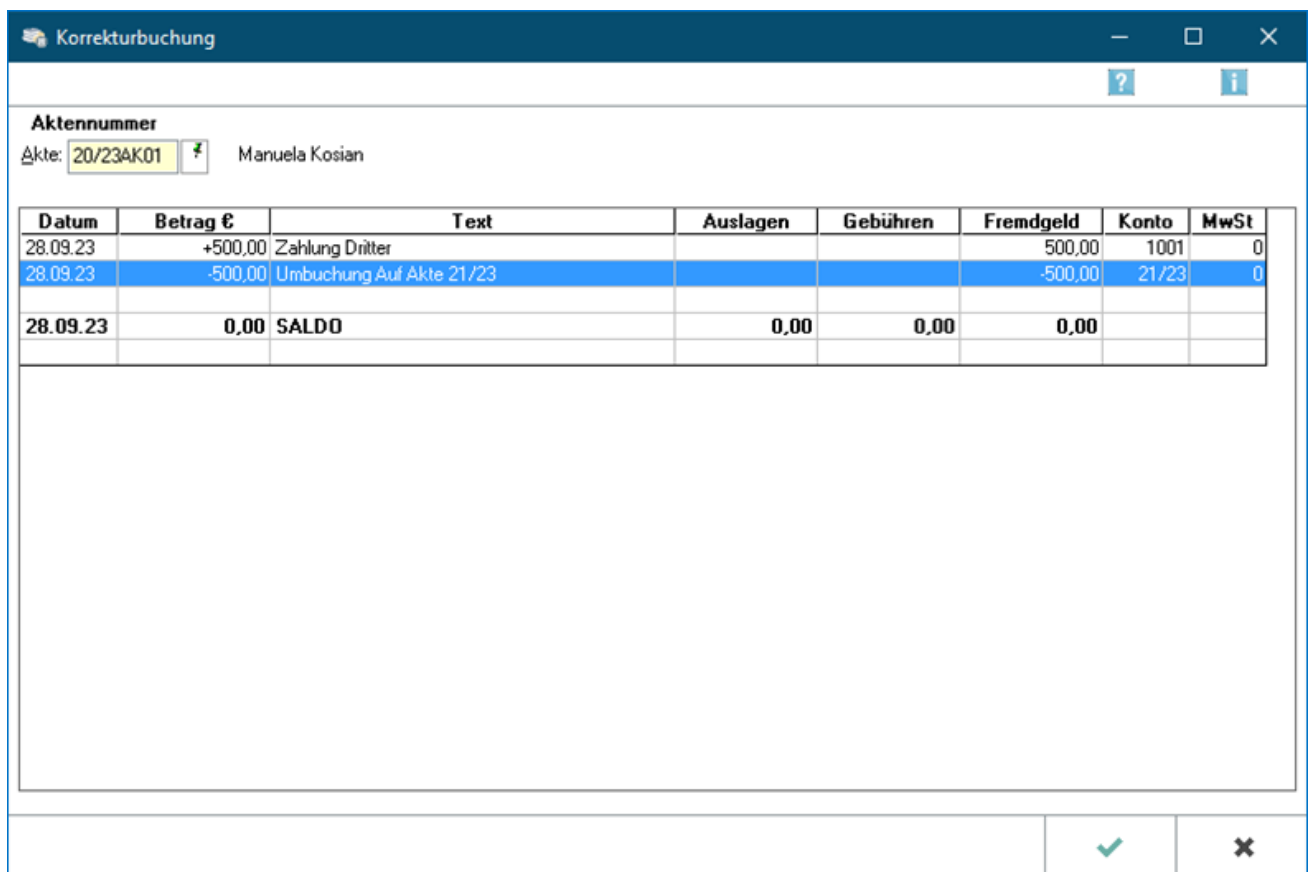 Korrekturbuchung
? i
Aktennummer
Akte: 20/23AK01 Manuela Kosian
Datum Betrag € Text Auslagen Gebühren Fremdgeld Konto MwSt
28.09.23 +500,00 Zahlung Dritter 500,00 1001 0
28.09.23 -500,00 Umbuchung Auf Akte 21/23 -500,00 21/23 0
28.09.23 0,00 SALDO 0,00 0,00 0,00